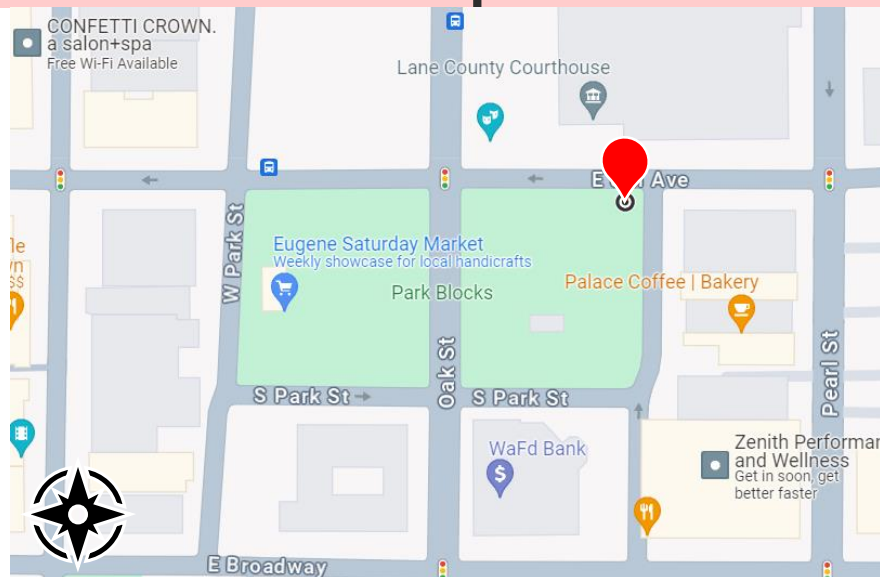 CONFETTI CROWN.
a salon+spa
Free Wi-Fi Available
Lane County Courthouse
E Ave
W Park St
Eugene Saturday Market
Weekly showcase for local handicrafts
Park Blocks
Palace Coffee | Bakery
$$
Oak St
Pearl St
S Park St
S Park St
WaFd Bank
$
Zenith Performan
and Wellness
Get in soon, get
better faster
E Broadway